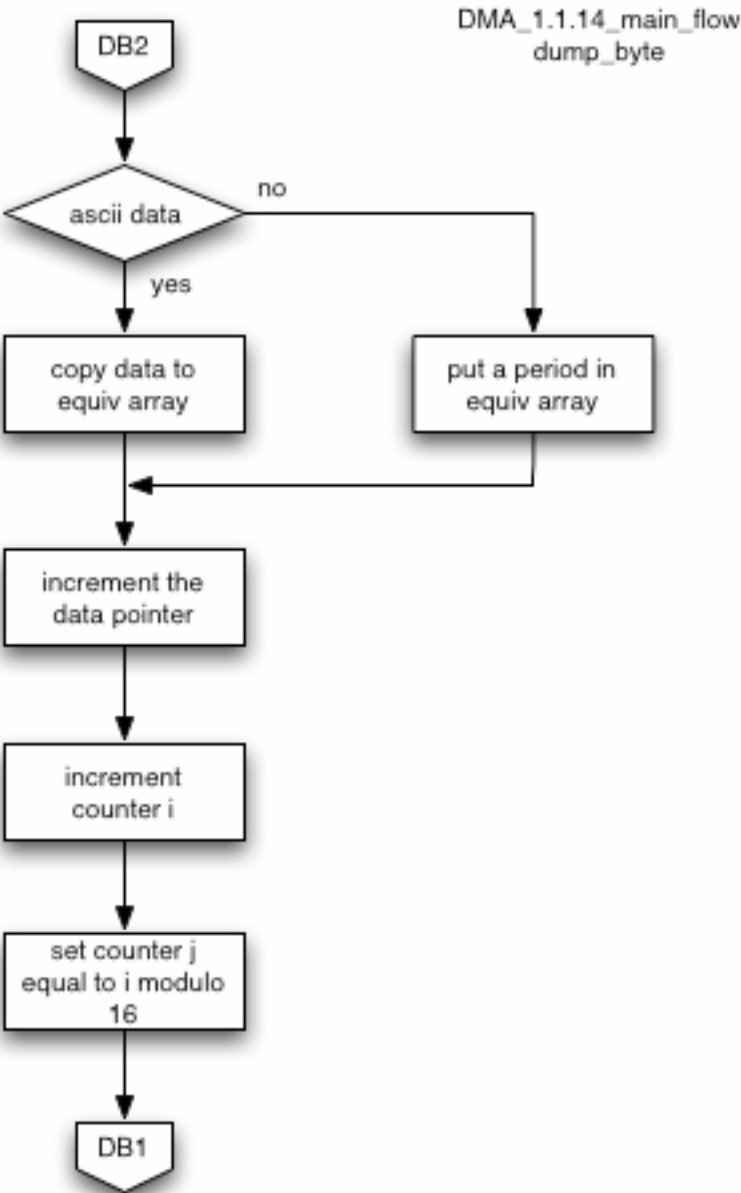 DMA_1.1.14_main_flow
dump_byte
DB2
ascii data
no
yes
copy data to
equiv array
put a period in
equiv array
increment the
data pointer
increment
counter i
set counter j
equal to i modulo
16
DB1